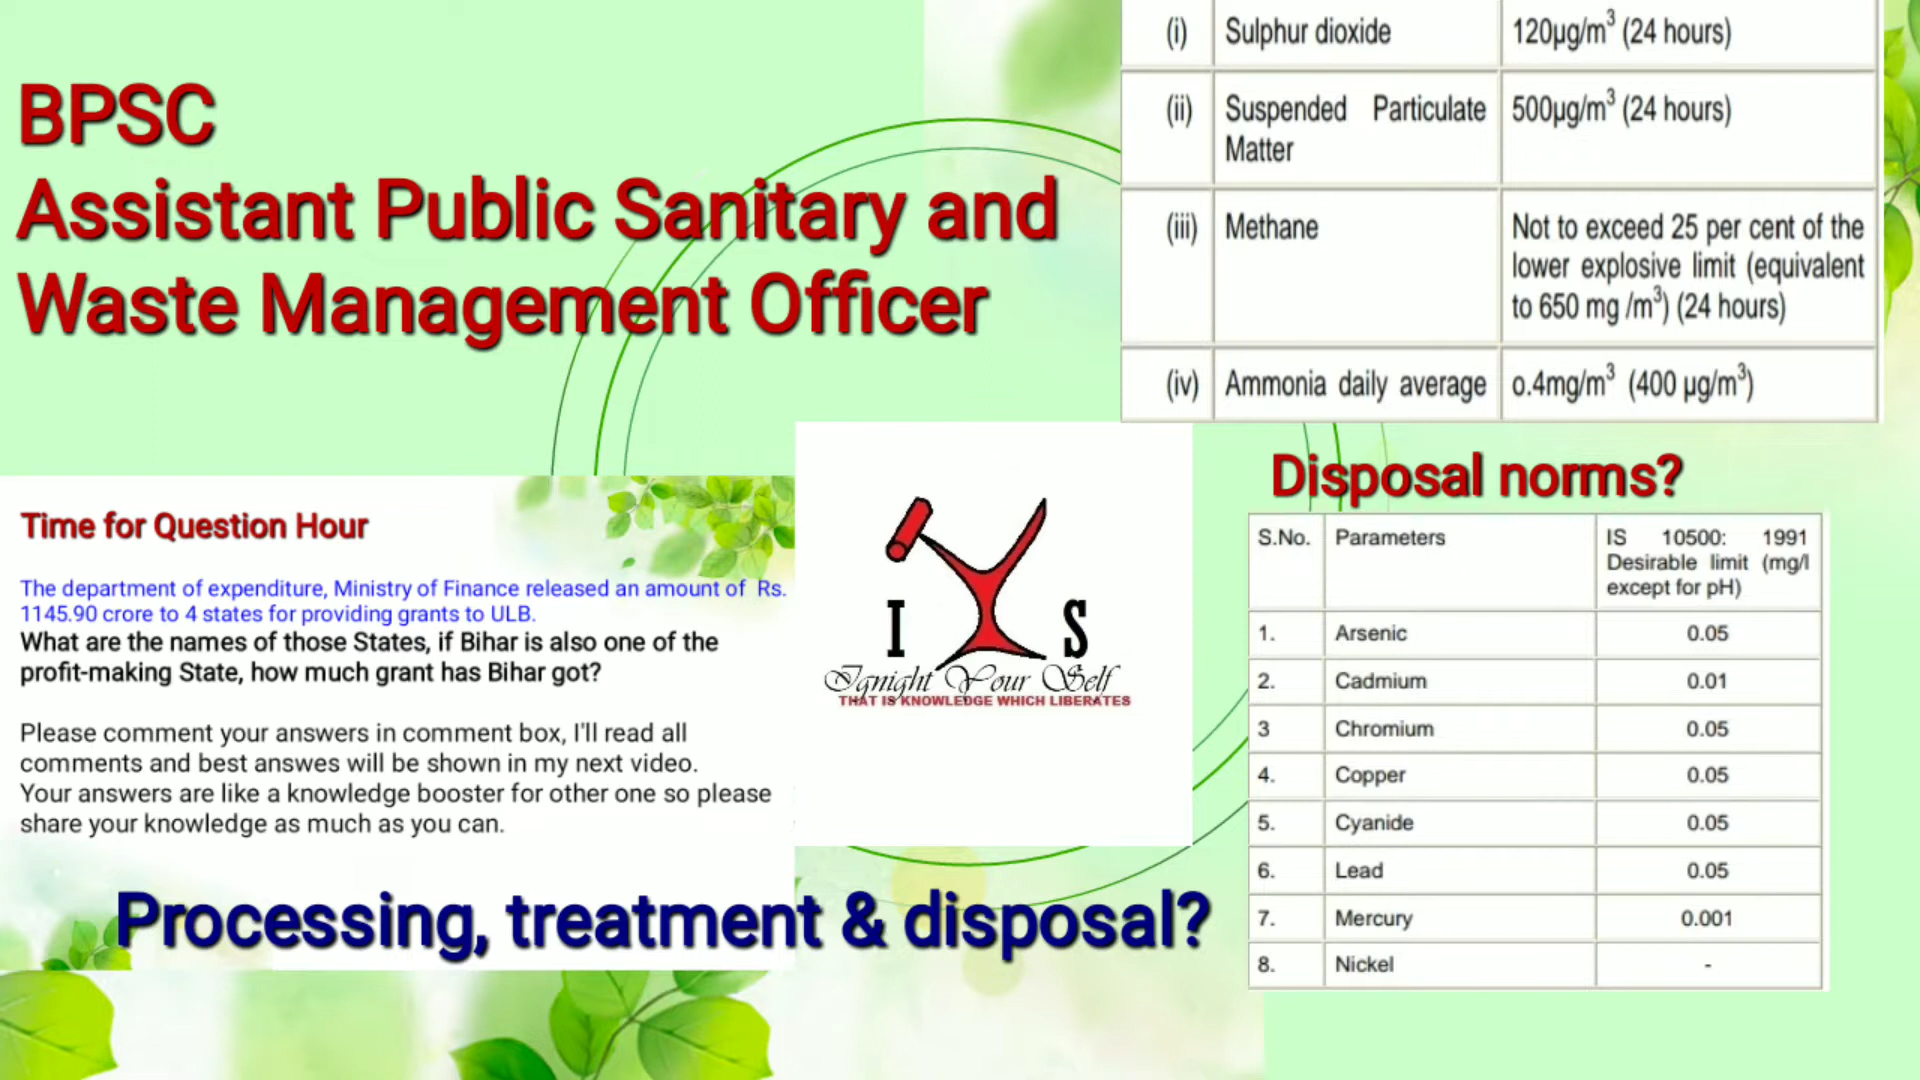 BPSC
Assistant Public Sanitary and
Waste Management Officer
(i) Sulphur dioxide 120µg/m³ (24 hours)
(ii) Suspended Particulate 500µg/m³ (24 hours)
Matter
(iii) Methane Not to exceed 25 per cent of the
lower explosive limit (equivalent
to 650 mg /m³) (24 hours)
(iv) Ammonia daily average o.4mg/m³ (400 µg/m³)
Time for Question Hour
The department of expenditure, Ministry of Finance released an amount of Rs.
1145.90 crore to 4 states for providing grants to ULB.
What are the names of those States, if Bihar is also one of the
profit-making State, how much grant has Bihar got?
Please comment your answers in comment box, I'll read all
comments and best answes will be shown in my next video.
Your answers are like a knowledge booster for other one so please
share your knowledge as much as you can.
I Y S
Ignight Your Self
THAT IS KNOWLEDGE WHICH LIBERATES
Disposal norms?
S.No. Parameters IS 10500: 1991
Desirable limit (mg/l
except for pH)
1. Arsenic 0.05
2. Cadmium 0.01
3 Chromium 0.05
4. Copper 0.05
5. Cyanide 0.05
6. Lead 0.05
7. Mercury 0.001
8. Nickel -
Processing, treatment & disposal?